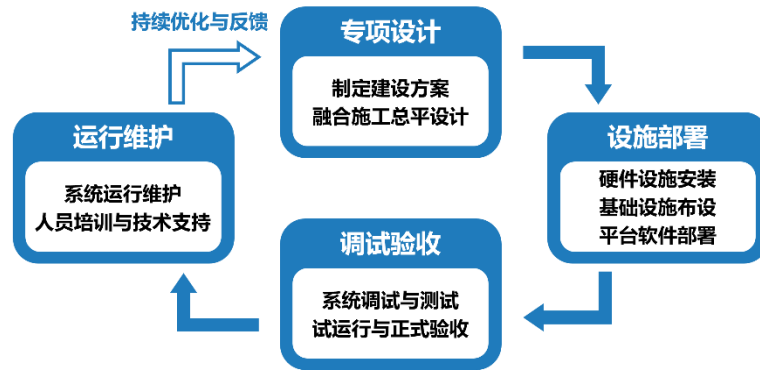 持续优化与反馈
专项设计
制定建设方案
融合施工总平设计
设施部署
硬件设施安装
基础设施布设
平台软件部署
调试验收
系统调试与测试
试运行与正式验收
运行维护
系统运行维护
人员培训与技术支持